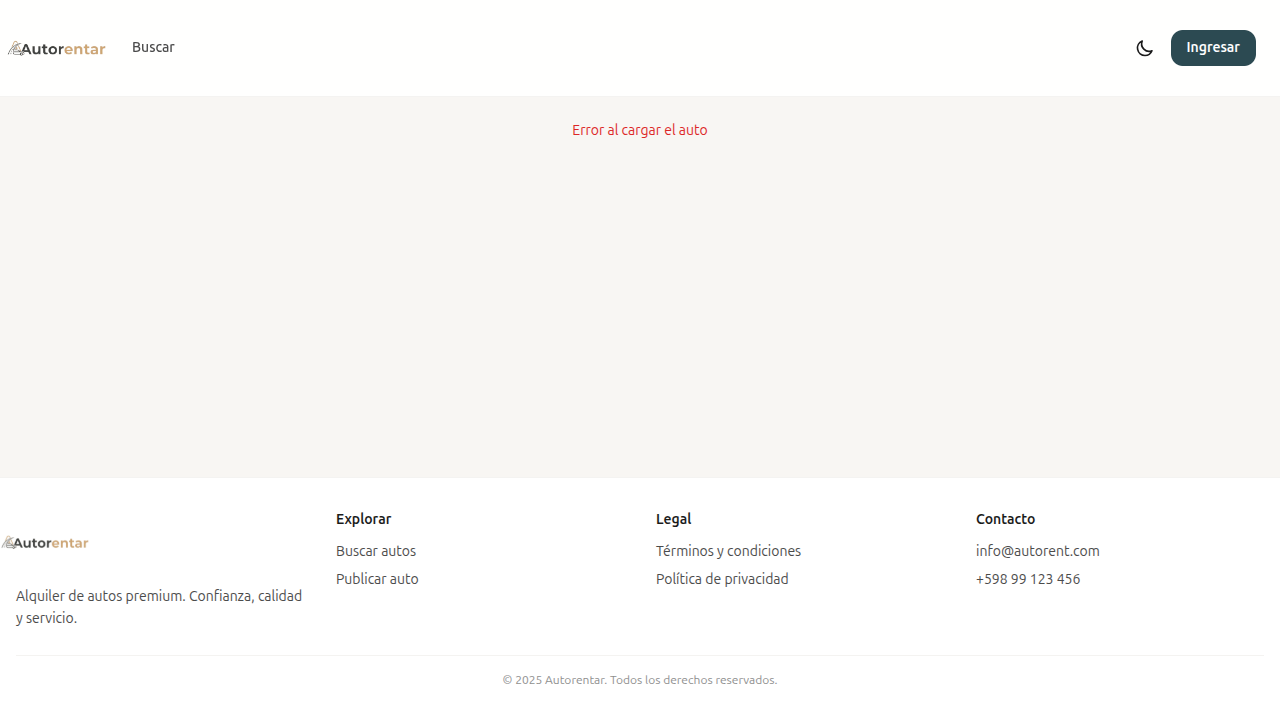 Autorentar
Buscar
Ingresar
Error al cargar el auto
Autorentar
Alquiler de autos premium. Confianza, calidad
y servicio.
Explorar
Buscar autos
Publicar auto
Legal
Términos y condiciones
Política de privacidad
Contacto
info@autorent.com
+598 99 123 456
© 2025 Autorentar. Todos los derechos reservados.